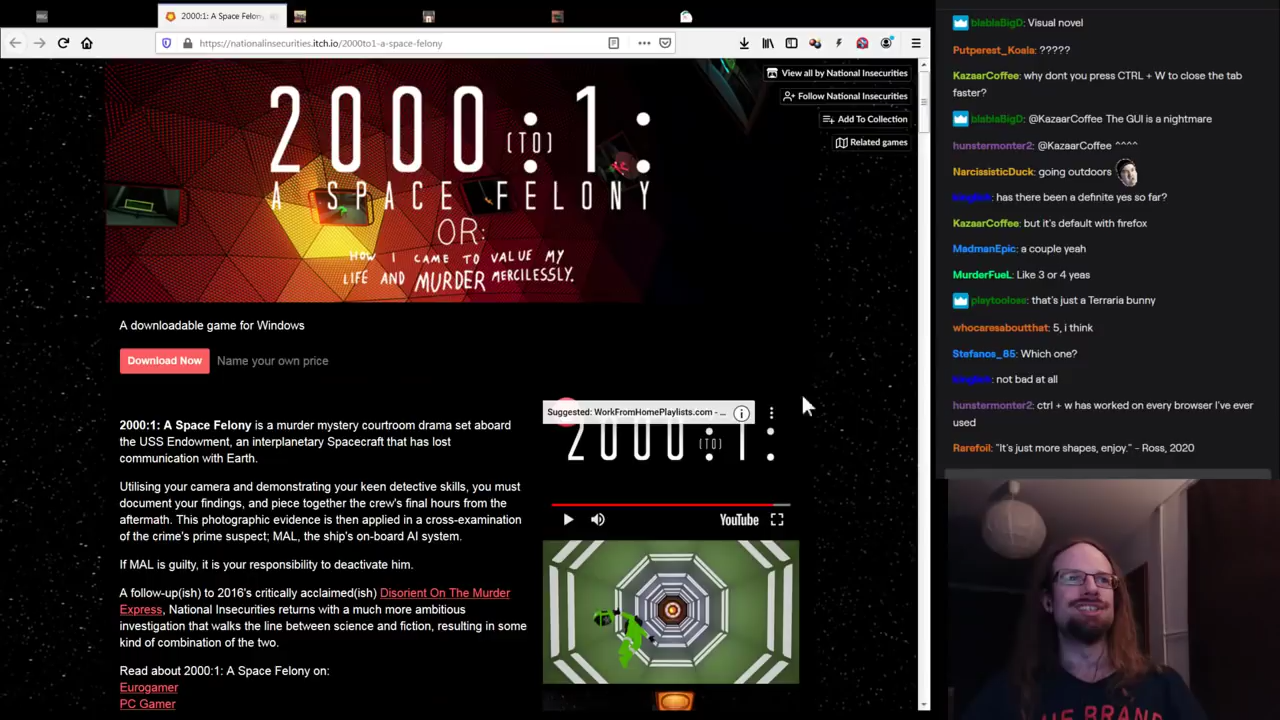 2000:1: A Space Felony
https://nationalinsecurities.itch.io/2000to1-a-space-felony
View all by National Insecurities
Follow National Insecurities
Add To Collection
Related games
2000 (TO) 1:
A SPACE FELONY
OR:
HOW I CAME TO VALUE MY
LIFE AND MURDER MERCILESSLY.
A downloadable game for Windows
Download Now
Name your own price
2000:1: A Space Felony is a murder mystery courtroom drama set aboard
the USS Endowment, an interplanetary Spacecraft that has lost
communication with Earth.
Utilising your camera and demonstrating your keen detective skills, you must
document your findings, and piece together the crew's final hours from the
aftermath. This photographic evidence is then applied in a cross-examination
of the crime's prime suspect; MAL, the ship's on-board AI system.
If MAL is guilty, it is your responsibility to deactivate him.
A follow-up(ish) to 2016's critically acclaimed(ish) Disorient On The Murder
Express, National Insecurities returns with a much more ambitious
investigation that walks the line between science and fiction, resulting in some
kind of combination of the two.
Read about 2000:1: A Space Felony on:
Eurogamer
PC Gamer
Suggested: WorkFromHomePlaylists.com - ...
2000 (TO) 1:
YouTube
blablaBigD: Visual novel
Putperest_Koala: ?????
KazaarCoffee: why dont you press CTRL + W to close the tab
faster?
blablaBigD: @KazaarCoffee The GUI is a nightmare
hunstermonter2: @KazaarCoffee ^^^^
NarcissisticDuck: going outdoors
has there been a definite yes so far?
KazaarCoffee: but it's default with firefox
MadmanEpic: a couple yeah
MurderFueL: Like 3 or 4 yeas
playtooloose: that's just a Terraria bunny
whocaresaboutthat: 5, i think
Stefanos_85: Which one?
not bad at all
hunstermonter2: ctrl + w has worked on every browser I've ever
used
Rarefoil: "It's just more shapes, enjoy." - Ross, 2020
THE BRAND